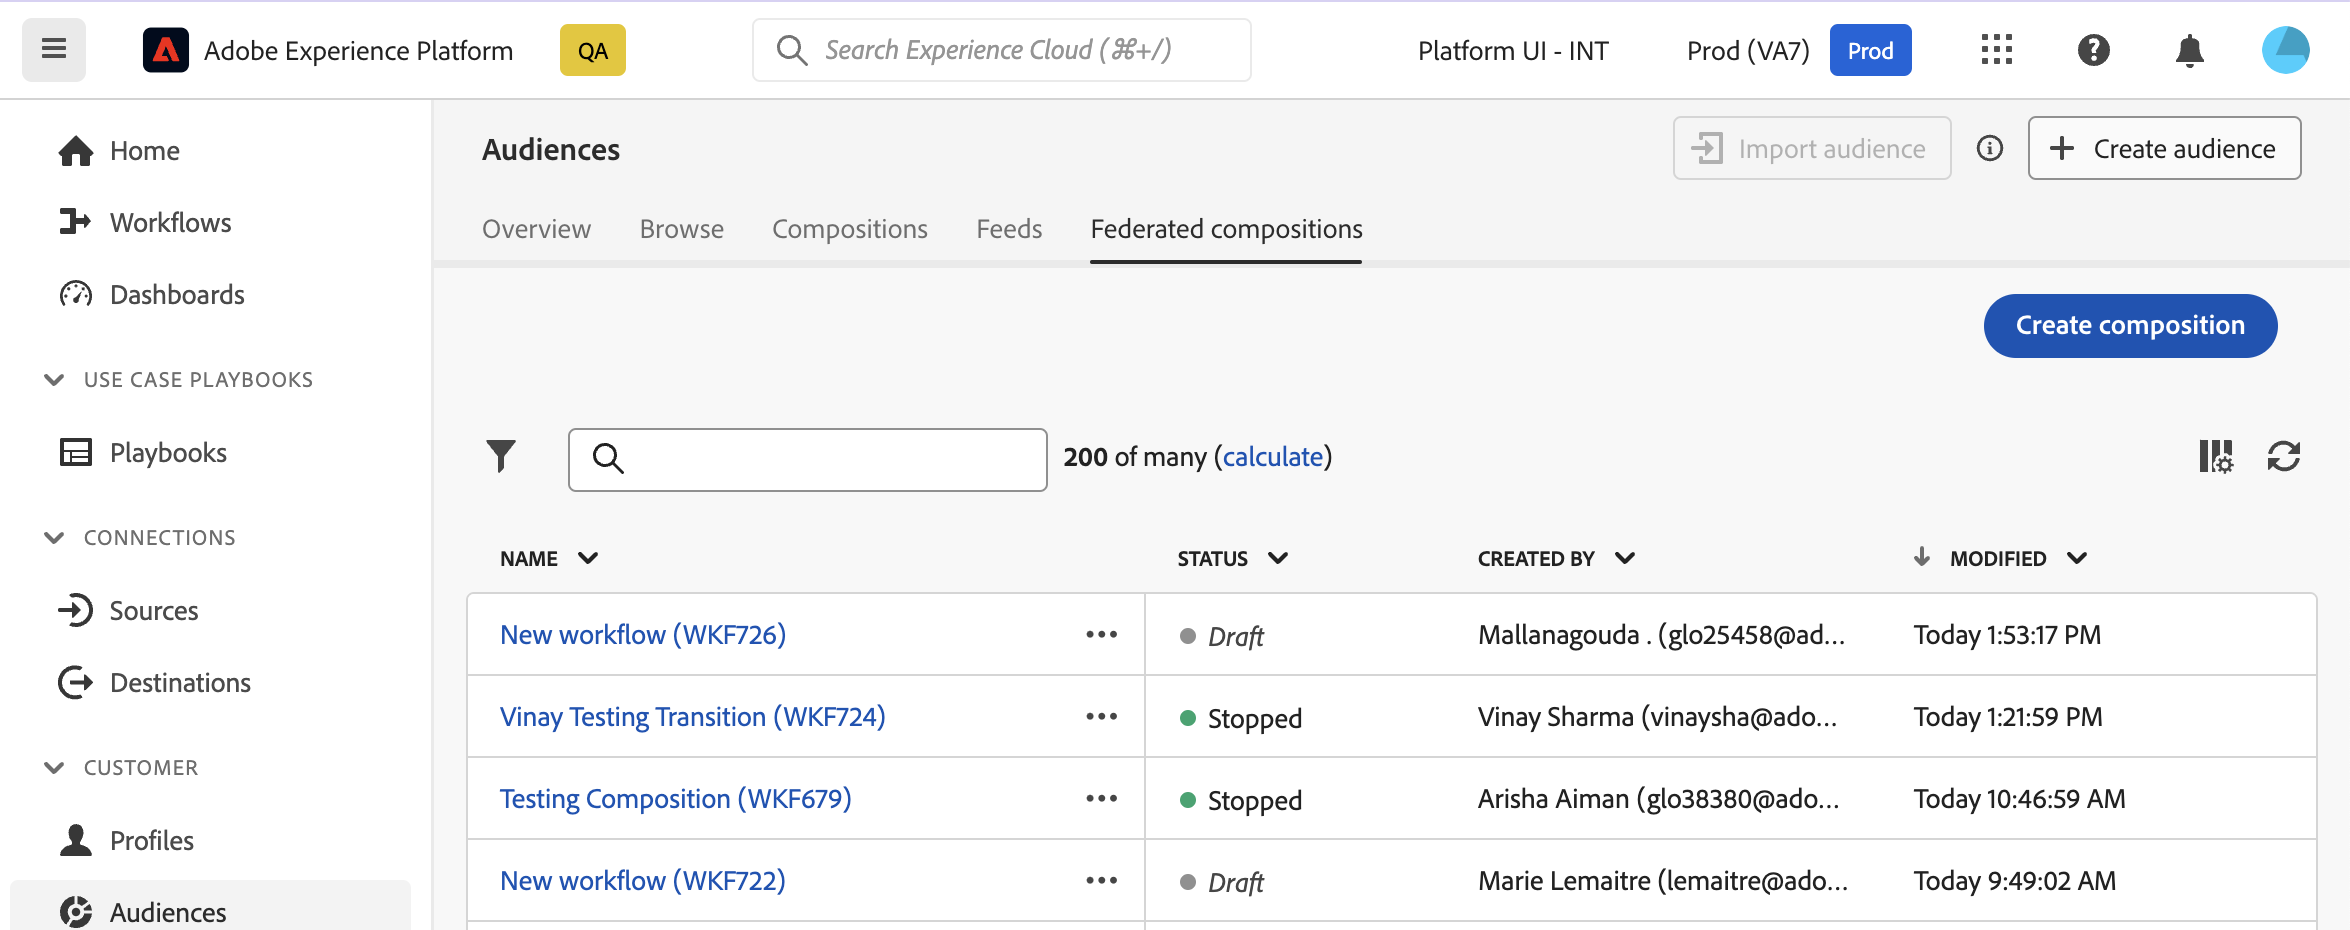 Adobe Experience Platform QA Search Experience Cloud (⌘+/) Platform UI - INT Prod (VA7) Prod
Home
Workflows
Dashboards
USE CASE PLAYBOOKS
Playbooks
CONNECTIONS
Sources
Destinations
CUSTOMER
Profiles
Audiences
Audiences Import audience Create audience
Overview Browse Compositions Feeds Federated compositions
Create composition
200 of many (calculate)
NAME STATUS CREATED BY MODIFIED
New workflow (WKF726) Draft Mallanagouda . (glo25458@ad... Today 1:53:17 PM
Vinay Testing Transition (WKF724) Stopped Vinay Sharma (vinaysha@ado... Today 1:21:59 PM
Testing Composition (WKF679) Stopped Arisha Aiman (glo38380@ado... Today 10:46:59 AM
New workflow (WKF722) Draft Marie Lemaitre (lemaitre@ado... Today 9:49:02 AM